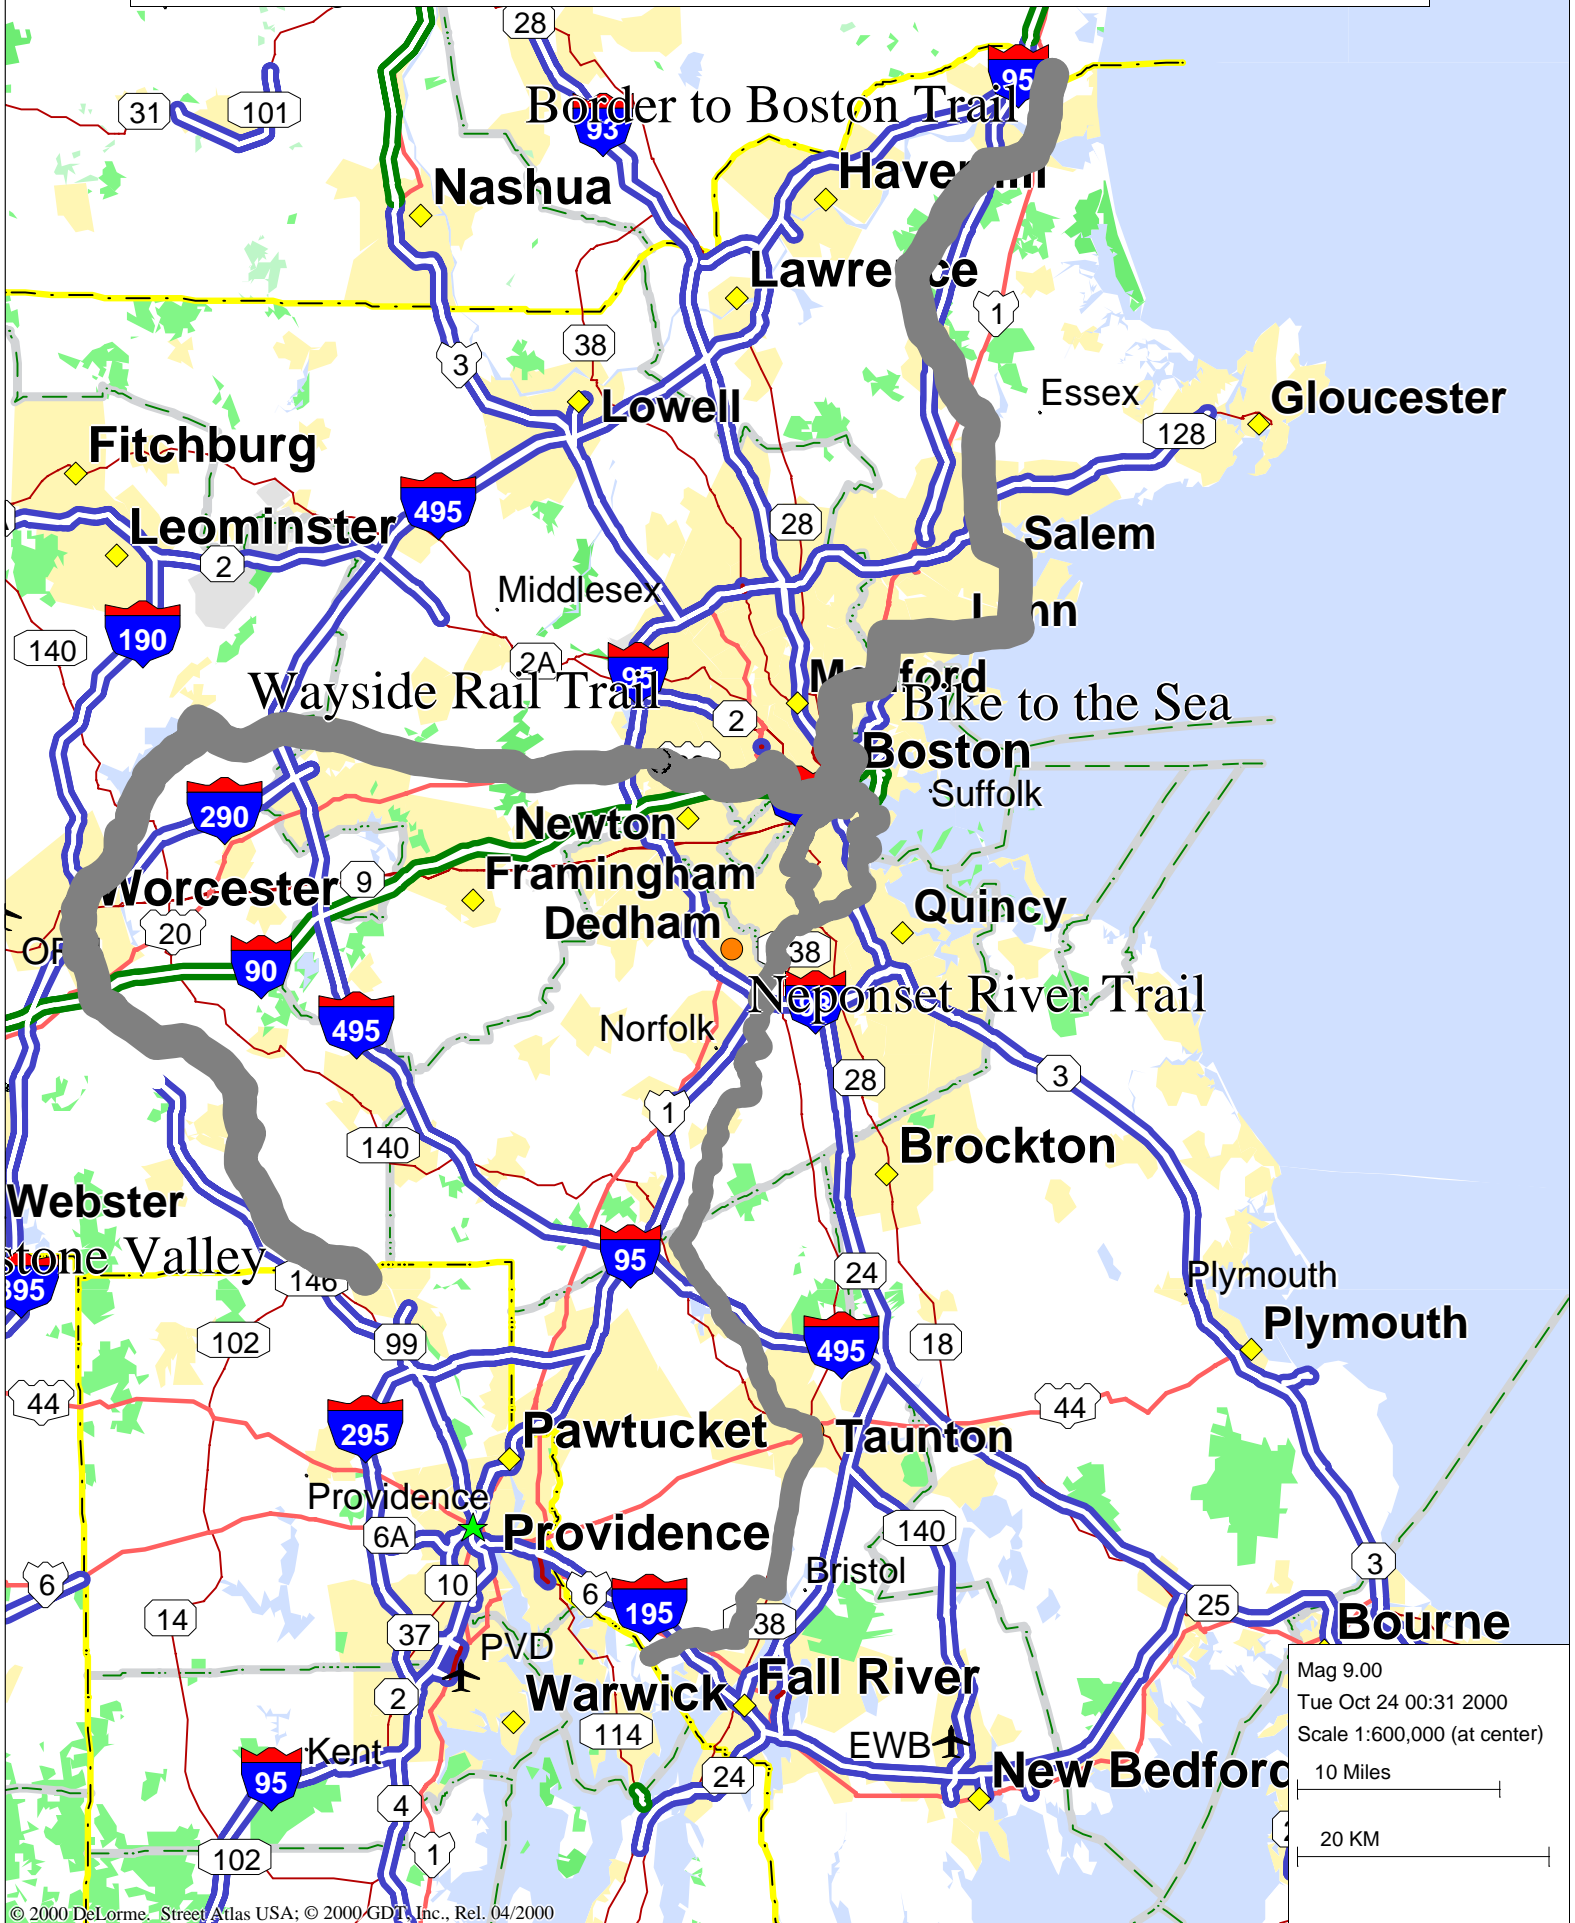 28
95
31
101
Border to Boston Trail
93
Nashua
Lawrence
1
38
3
Essex
Gloucester
Lowell
128
Fitchburg
495
28
Leominster
Salem
2
Middlesex
190
140
2A
95
Wayside Rail Trail
2
Bike to the Sea
Boston
Suffolk
290
Newton
Framingham
9
Worcester
Dedham
Quincy
20
90
Neponset River Trail
495
Norfolk
28
3
1
140
Brockton
Webster
stone Valley
95
24
146
Plymouth
395
Plymouth
102
99
495
18
44
44
295
Pawtucket
Taunton
Providence
6A
Providence
140
3
6
10
6
Bristol
195
25
14
37
38
Bourne
PVD
Warwick
Fall River
2
114
EWB
Kent
95
24
New Bedford
4
1
102
Mag 9.00
Tue Oct 24 00:31 2000
Scale 1:600,000 (at center)
10 Miles
20 KM
© 2000 DeLorme. Street Atlas USA; © 2000 GDT, Inc., Rel. 04/2000